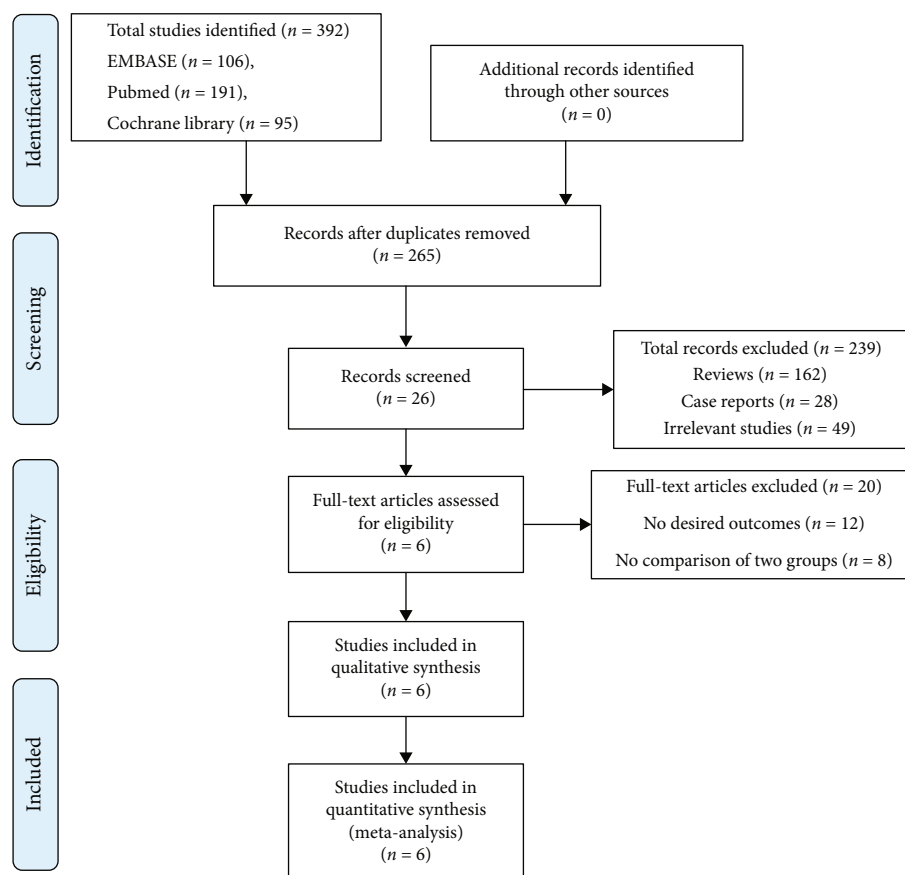 Identification
Total studies identified (n = 392)
EMBASE (n = 106),
Pubmed (n = 191),
Cochrane library (n = 95)
Additional records identified
through other sources
(n = 0)
Screening
Records after duplicates removed
(n = 265)
Records screened
(n = 26)
Total records excluded (n = 239)
Reviews (n = 162)
Case reports (n = 28)
Irrelevant studies (n = 49)
Eligibility
Full-text articles assessed
for eligibility
(n = 6)
Full-text articles excluded (n = 20)
No desired outcomes (n = 12)
No comparison of two groups (n = 8)
Studies included in
qualitative synthesis
(n = 6)
Included
Studies included in
quantitative synthesis
(meta-analysis)
(n = 6)